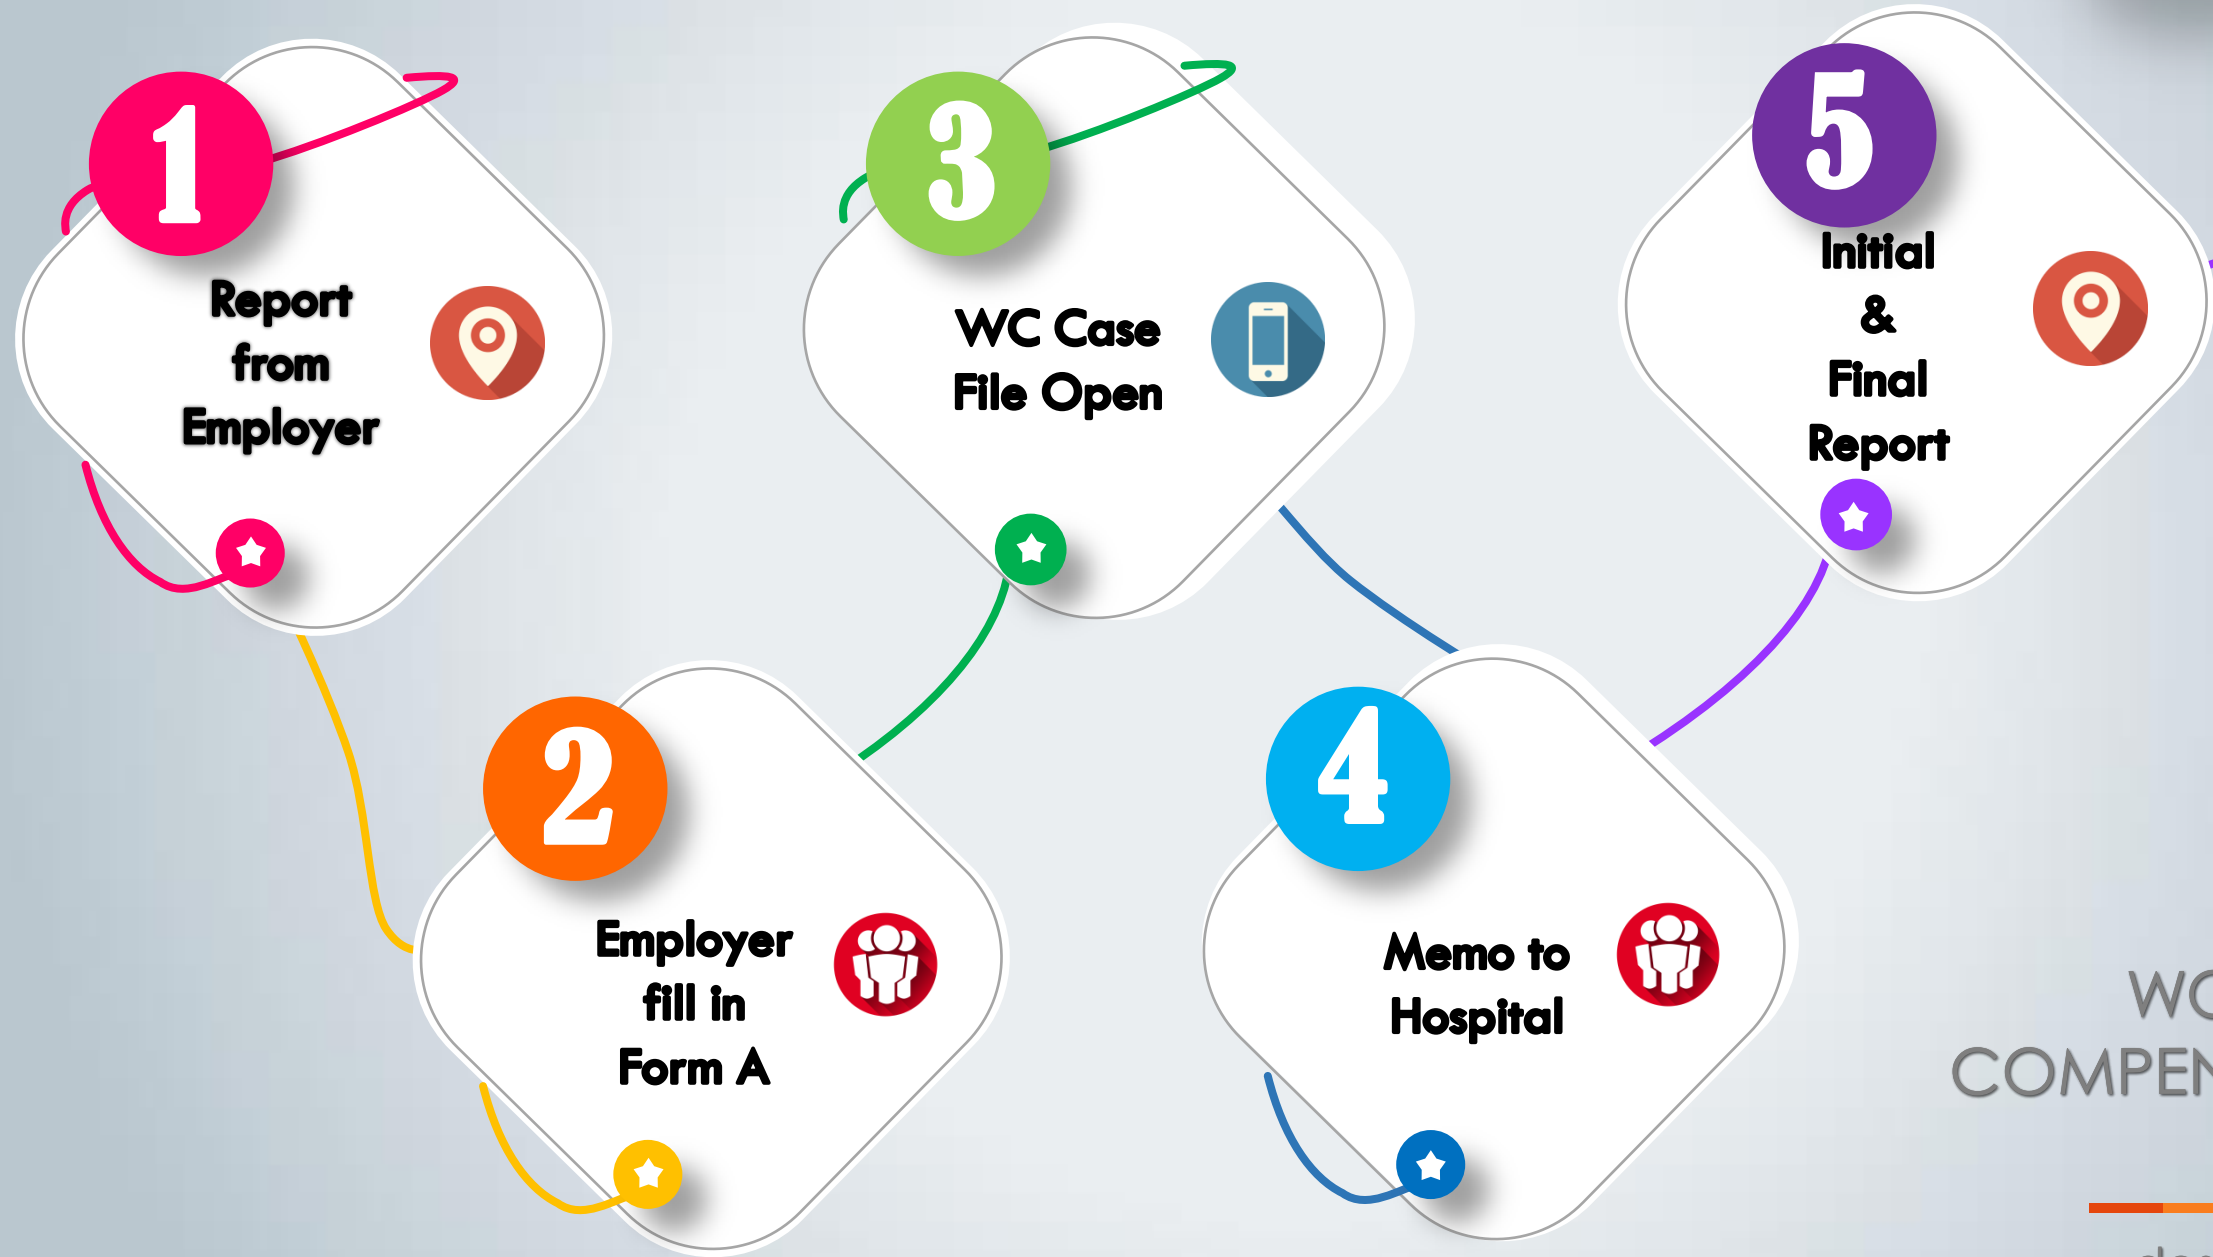 1
Report
from
Employer
2
Employer
fill in
Form A
3
WC Case
File Open
4
Memo to
Hospital
5
Initial
&
Final
Report